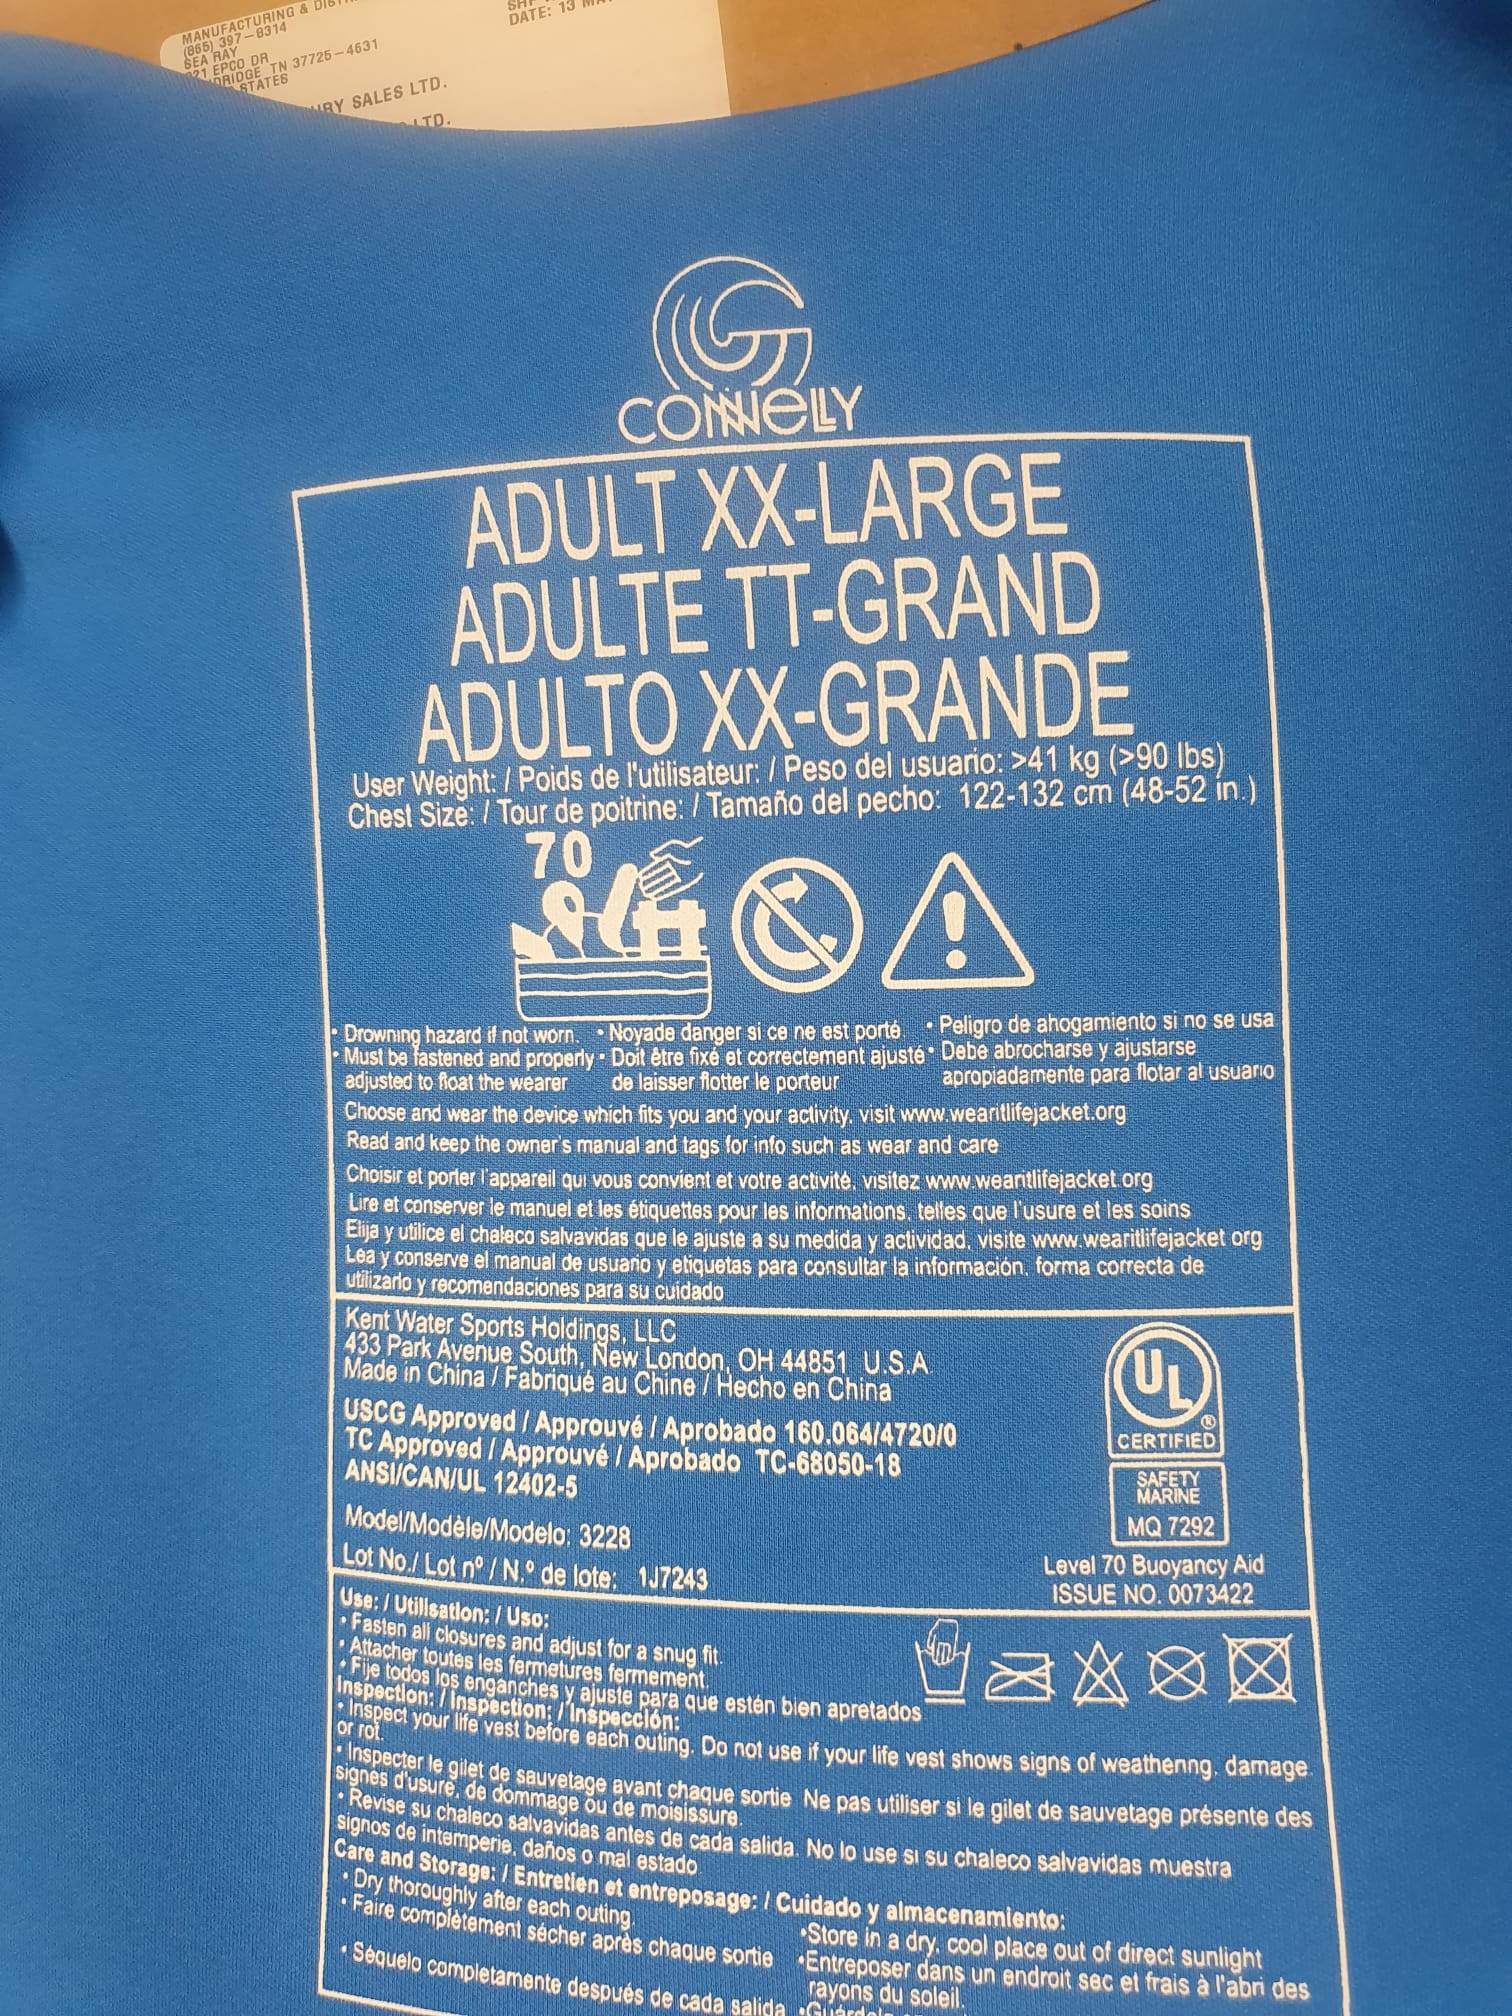 MANUFACTURING &
(865) 397-8314
SEA RAY
EPCO DR
TN 37725-4631
STATES
DATE: 13
SALES LTD.
LTD.
CONNELLY
ADULT XX-LARGE
ADULTE TT-GRAND
ADULTO XX-GRANDE
User Weight: / Poids de l'utilisateur: / Peso del usuario: >41 kg (>90 lbs)
Chest Size: / Tour de poitrine: / Tamaño del pecho: 122-132 cm (48-52 in.)
70
• Drowning hazard if not worn. • Noyade danger si ce ne est porté • Peligro de ahogamiento si no se usa
• Must be fastened and properly • Doit être fixé et correctement ajusté • Debe abrocharse y ajustarse
adjusted to float the wearer de laisser flotter le porteur apropiadamente para flotar al usuario
Choose and wear the device which fits you and your activity, visit www.wearitlifejacket.org
Read and keep the owner's manual and tags for info such as wear and care
Choisir et porter l'appareil qui vous convient et votre activité, visitez www.wearitlifejacket.org
Lire et conserver le manuel et les étiquettes pour les informations, telles que l'usure et les soins
Elija y utilice el chaleco salvavidas que le ajuste a su medida y actividad, visite www.wearitlifejacket org
Lea y conserve el manual de usuario y etiquetas para consultar la información, forma correcta de
utilizarlo y recomendaciones para su cuidado
Kent Water Sports Holdings, LLC
433 Park Avenue South, New London, OH 44851 U.S.A
Made in China / Fabriqué au Chine / Hecho en China
USCG Approved / Approuvé / Aprobado 160.064/4720/0
TC Approved / Approuvé / Aprobado TC-68050-18
ANSI/CAN/UL 12402-5
Model/Modèle/Modelo: 3228
Lot No./ Lot nº / N.º de lote: 1J7243
UL ®
CERTIFIED
SAFETY
MARINE
MQ 7292
Level 70 Buoyancy Aid
ISSUE NO. 0073422
Use: / Utilisation: / Uso:
• Fasten all closures and adjust for a snug fit.
• Attacher toutes les fermetures fermement.
• Fije todos los enganches y ajuste para que estén bien apretados
Inspection: / Inspection: / Inspección:
• Inspect your life vest before each outing. Do not use if your life vest shows signs of weathering, damage
or rot.
• Inspecter le gilet de sauvetage avant chaque sortie Ne pas utiliser si le gilet de sauvetage présente des
signes d'usure, de dommage ou de moisissure.
• Revise su chaleco salvavidas antes de cada salida. No lo use si su chaleco salvavidas muestra
signos de intemperie, daños o mal estado
Care and Storage: / Entretien et entreposage: / Cuidado y almacenamiento:
• Dry thoroughly after each outing.
• Faire complètement sécher après chaque sortie
• Séquelo completamente después de cada salida
•Store in a dry, cool place out of direct sunlight
•Entreposer dans un endroit sec et frais à l'abri des
rayons du soleil.